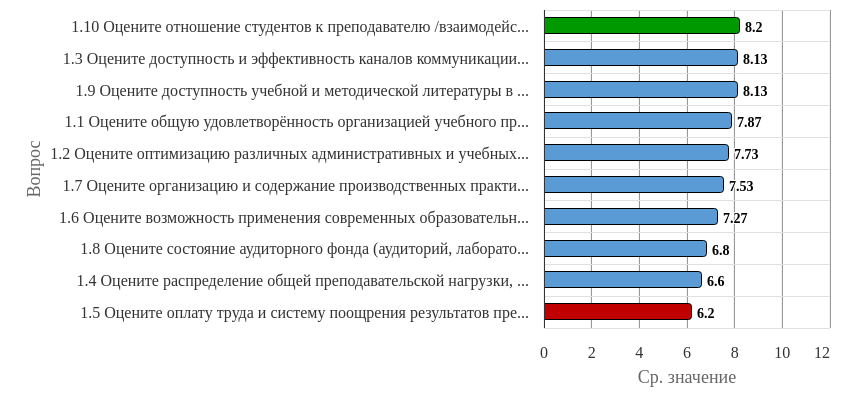 1.10 Оцените отношение студентов к преподавателю /взаимодейс... 8.2
1.3 Оцените доступность и эффективность каналов коммуникации... 8.13
1.9 Оцените доступность учебной и методической литературы в ... 8.13
1.1 Оцените общую удовлетворённость организацией учебного пр... 7.87
1.2 Оцените оптимизацию различных административных и учебных... 7.73
1.7 Оцените организацию и содержание производственных практи... 7.53
1.6 Оцените возможность применения современных образовательн... 7.27
1.8 Оцените состояние аудиторного фонда (аудиторий, лаборато... 6.8
1.4 Оцените распределение общей преподавательской нагрузки, ... 6.6
1.5 Оцените оплату труда и систему поощрения результатов пре... 6.2
Вопрос
0 2 4 6 8 10 12
Ср. значение